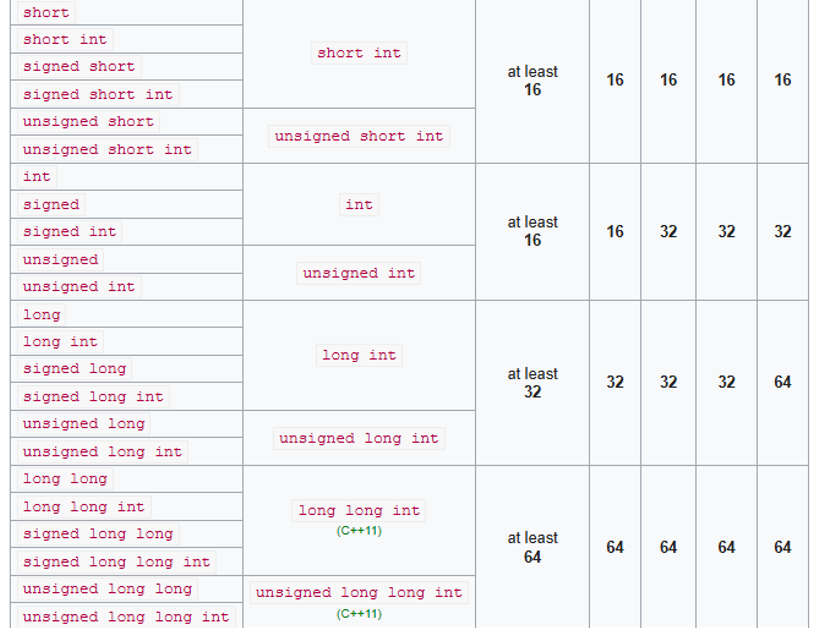 short
short int
signed short
signed short int
unsigned short
unsigned short int
short int
unsigned short int
at least
16
16
16
16
16
int
signed
signed int
unsigned
unsigned int
int
unsigned int
at least
16
16
32
32
32
long
long int
signed long
signed long int
unsigned long
unsigned long int
long int
unsigned long int
at least
32
32
32
32
64
long long
long long int
signed long long
signed long long int
unsigned long long
unsigned long long int
long long int
(C++11)
unsigned long long int
(C++11)
at least
64
64
64
64
64